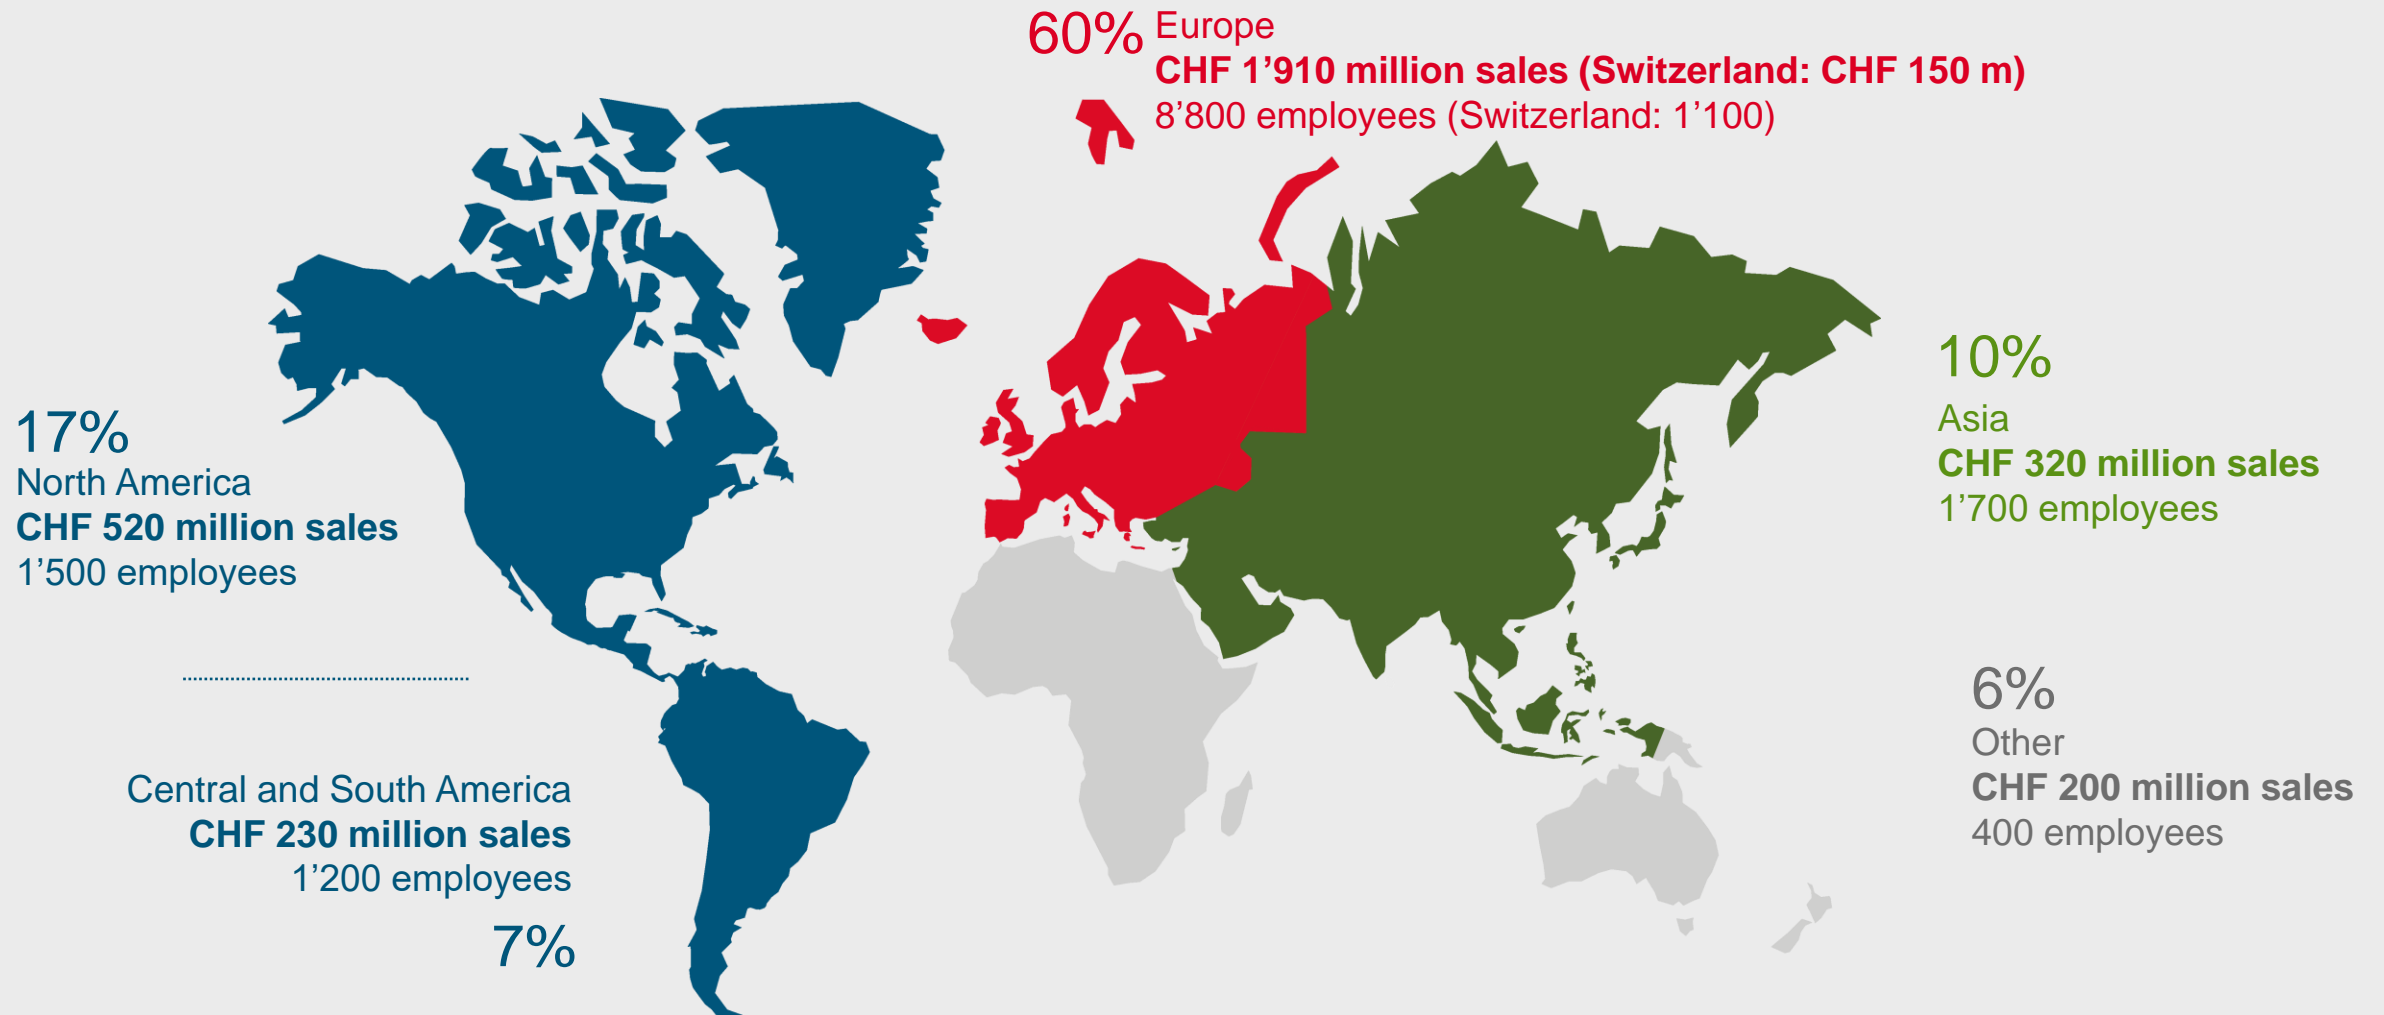 60% Europe
CHF 1’910 million sales (Switzerland: CHF 150 m)
8’800 employees (Switzerland: 1’100)
17%
North America
CHF 520 million sales
1’500 employees
Central and South America
CHF 230 million sales
1’200 employees
7%
10%
Asia
CHF 320 million sales
1’700 employees
6%
Other
CHF 200 million sales
400 employees